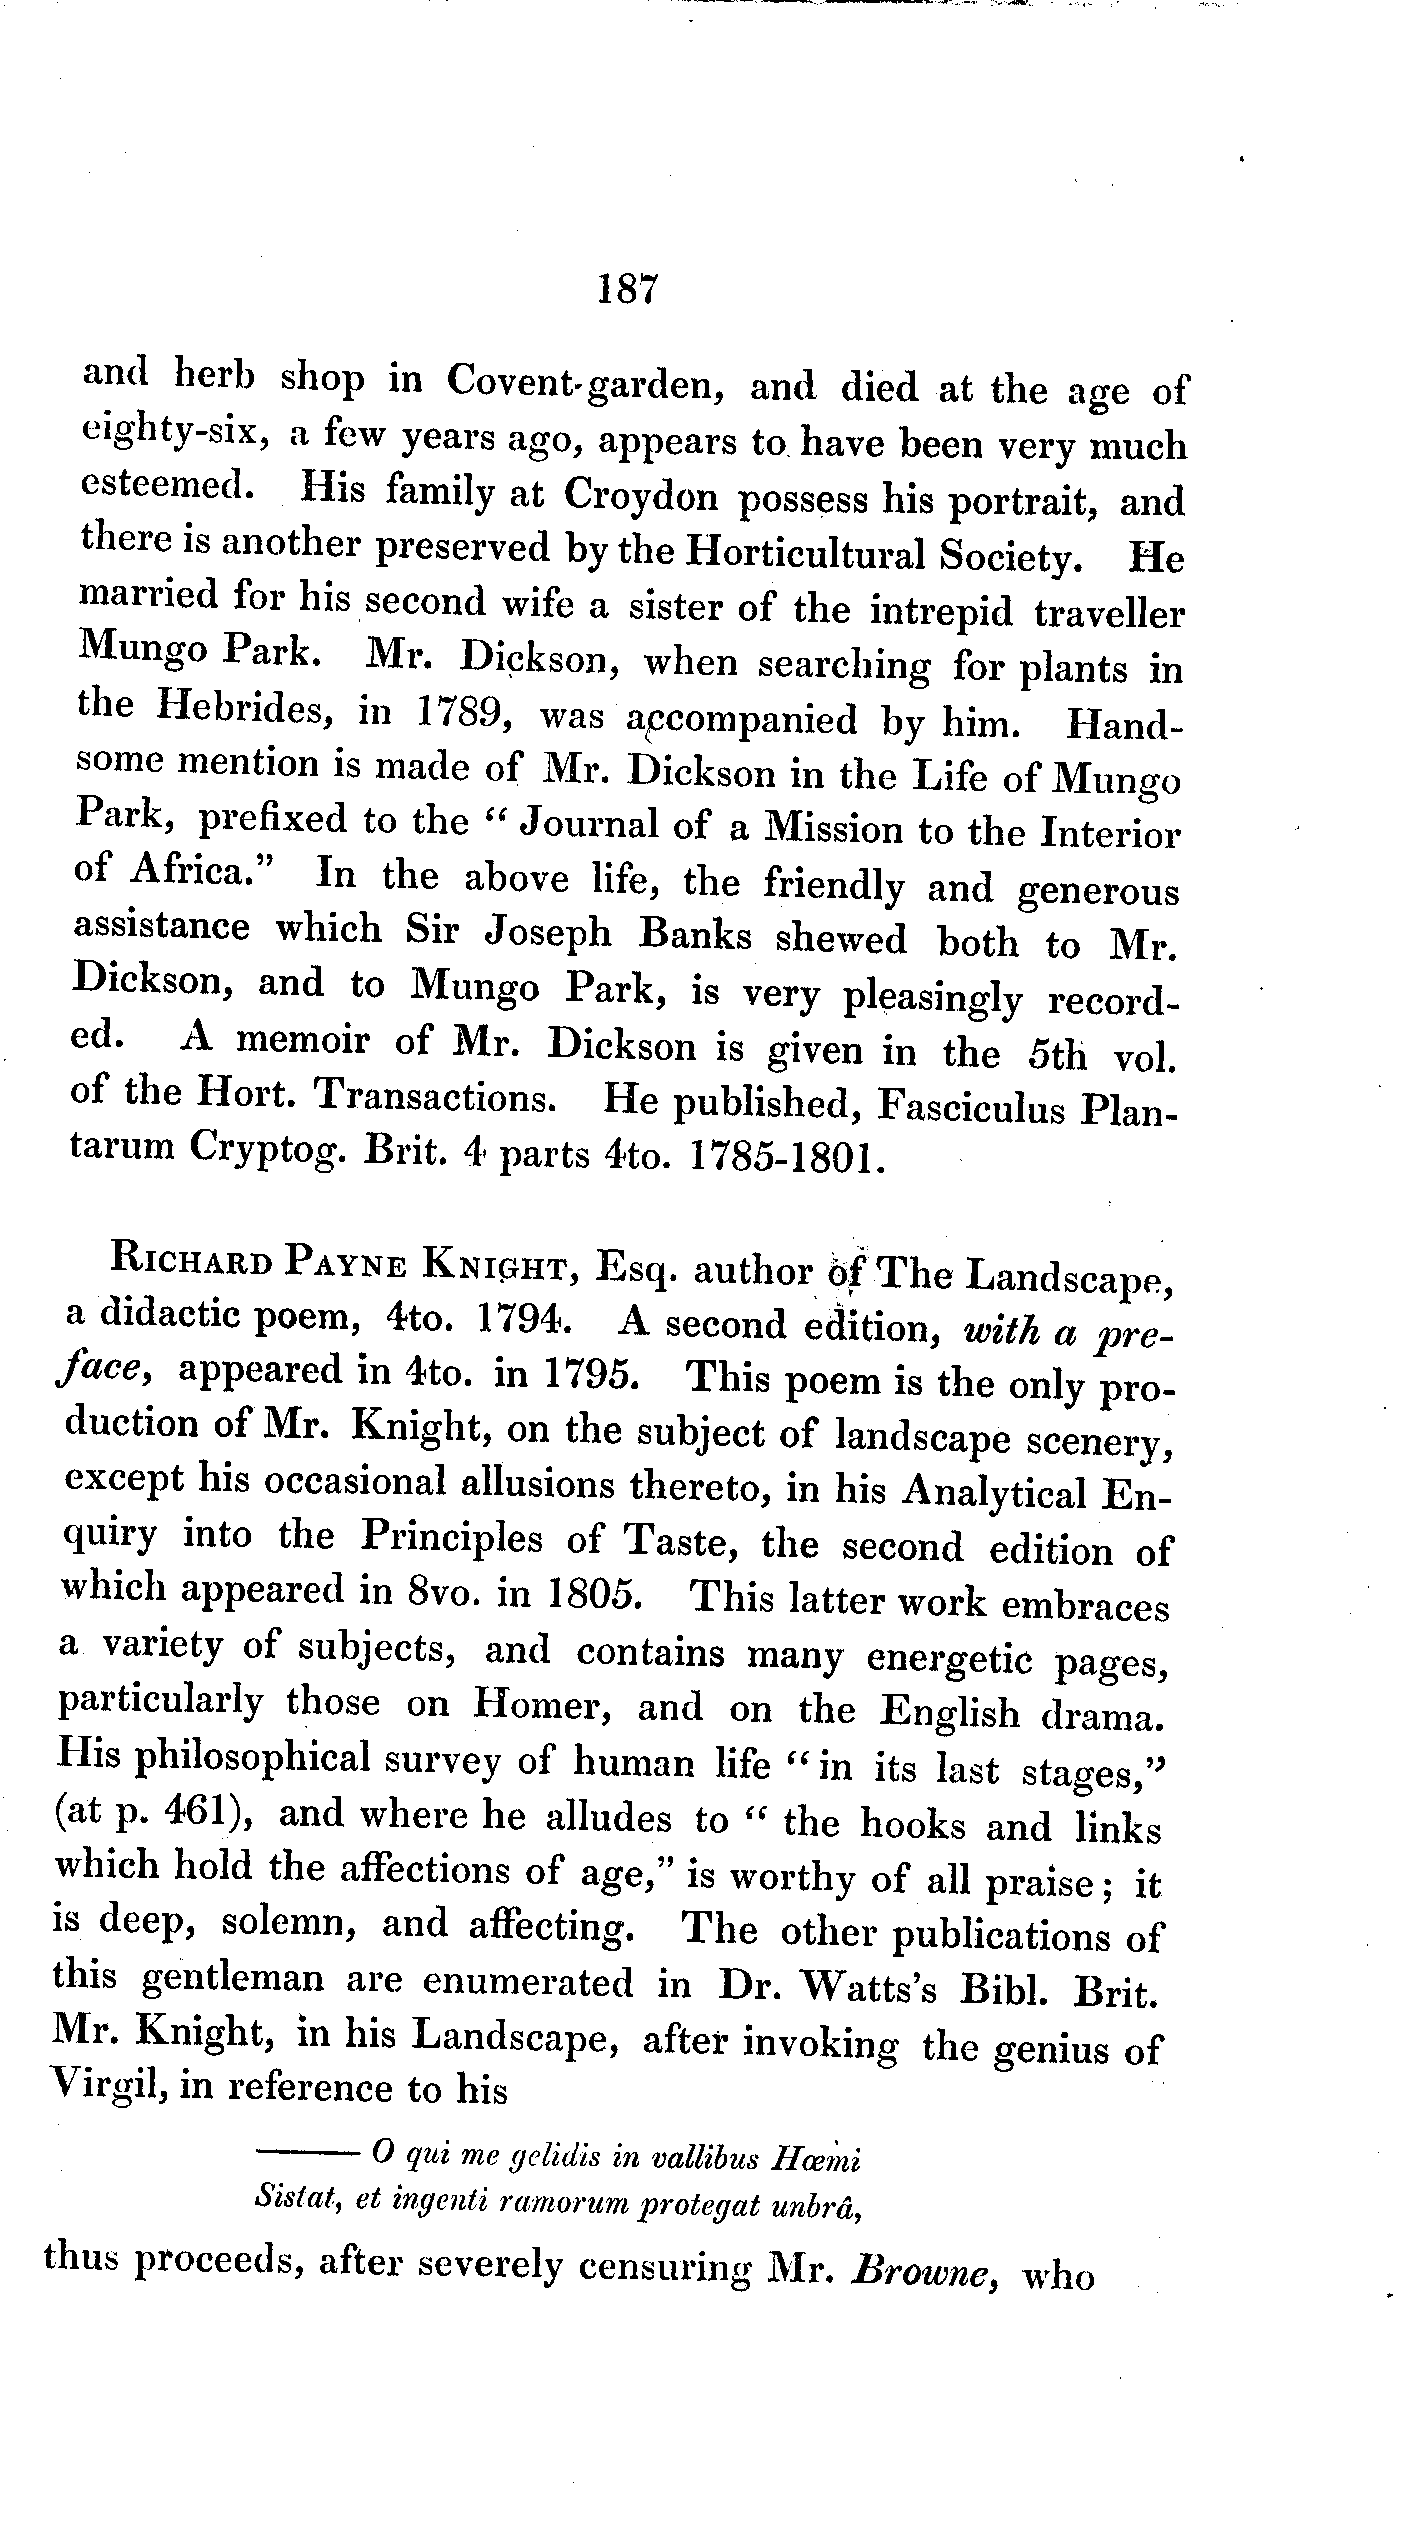 187
and herb shop in Covent-garden, and died at the age of
eighty-six, a few years ago, appears to have been very much
esteemed. His family at Croydon possess his portrait, and
there is another preserved by the Horticultural Society. He
married for his second wife a sister of the intrepid traveller
Mungo Park. Mr. Dickson, when searching for plants in
the Hebrides, in 1789, was accompanied by him. Hand-
some mention is made of Mr. Dickson in the Life of Mungo
Park, prefixed to the “ Journal of a Mission to the Interior
of Africa.” In the above life, the friendly and generous
assistance which Sir Joseph Banks shewed both to Mr.
Dickson, and to Mungo Park, is very pleasingly record-
ed. A memoir of Mr. Dickson is given in the 5th vol.
of the Hort. Transactions. He published, Fasciculus Plan-
tarum Cryptog. Brit. 4 parts 4to. 1785-1801.
RICHARD PAYNE KNIGHT, Esq. author of The Landscape,
a didactic poem, 4to. 1794. A second edition, with a pre-
face, appeared in 4to. in 1795. This poem is the only pro-
duction of Mr. Knight, on the subject of landscape scenery,
except his occasional allusions thereto, in his Analytical En-
quiry into the Principles of Taste, the second edition of
which appeared in 8vo. in 1805. This latter work embraces
a variety of subjects, and contains many energetic pages,
particularly those on Homer, and on the English drama.
His philosophical survey of human life “ in its last stages,”
(at p. 461), and where he alludes to “ the hooks and links
which hold the affections of age,” is worthy of all praise; it
is deep, solemn, and affecting. The other publications of
this gentleman are enumerated in Dr. Watts's Bibl. Brit.
Mr. Knight, in his Landscape, after invoking the genius of
Virgil, in reference to his
——— O qui me gelidis in vallibus Hœmi
Sistat, et ingenti ramorum protegat unbrâ,
thus proceeds, after severely censuring Mr. Browne, who